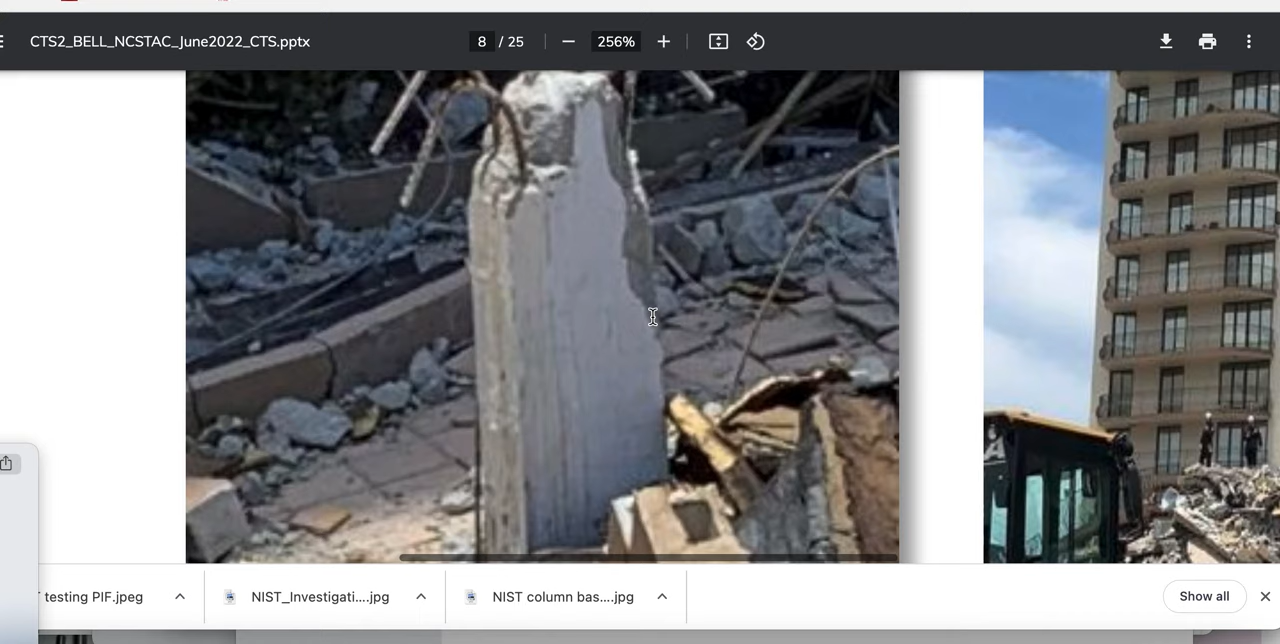 CTS2_BELL_NCSTAC_June2022_CTS.pptx
8 / 25
256%
A
testing PIF.jpeg
NIST_Investigati....jpg
NIST column bas....jpg
Show all